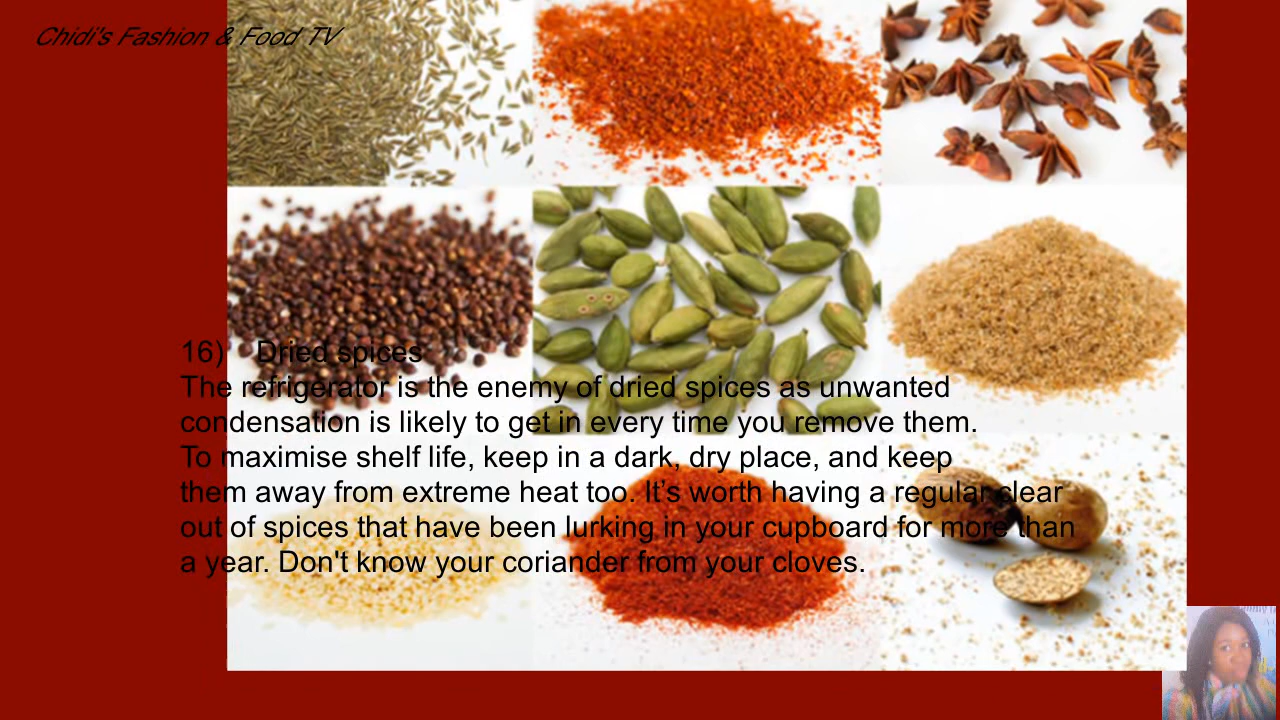 Chidi's Fashion & Food TV
16) Dried spices
The refrigerator is the enemy of dried spices as unwanted
condensation is likely to get in every time you remove them.
To maximise shelf life, keep in a dark, dry place, and keep
them away from extreme heat too. It’s worth having a regular clear
out of spices that have been lurking in your cupboard for more than
a year. Don't know your coriander from your cloves.